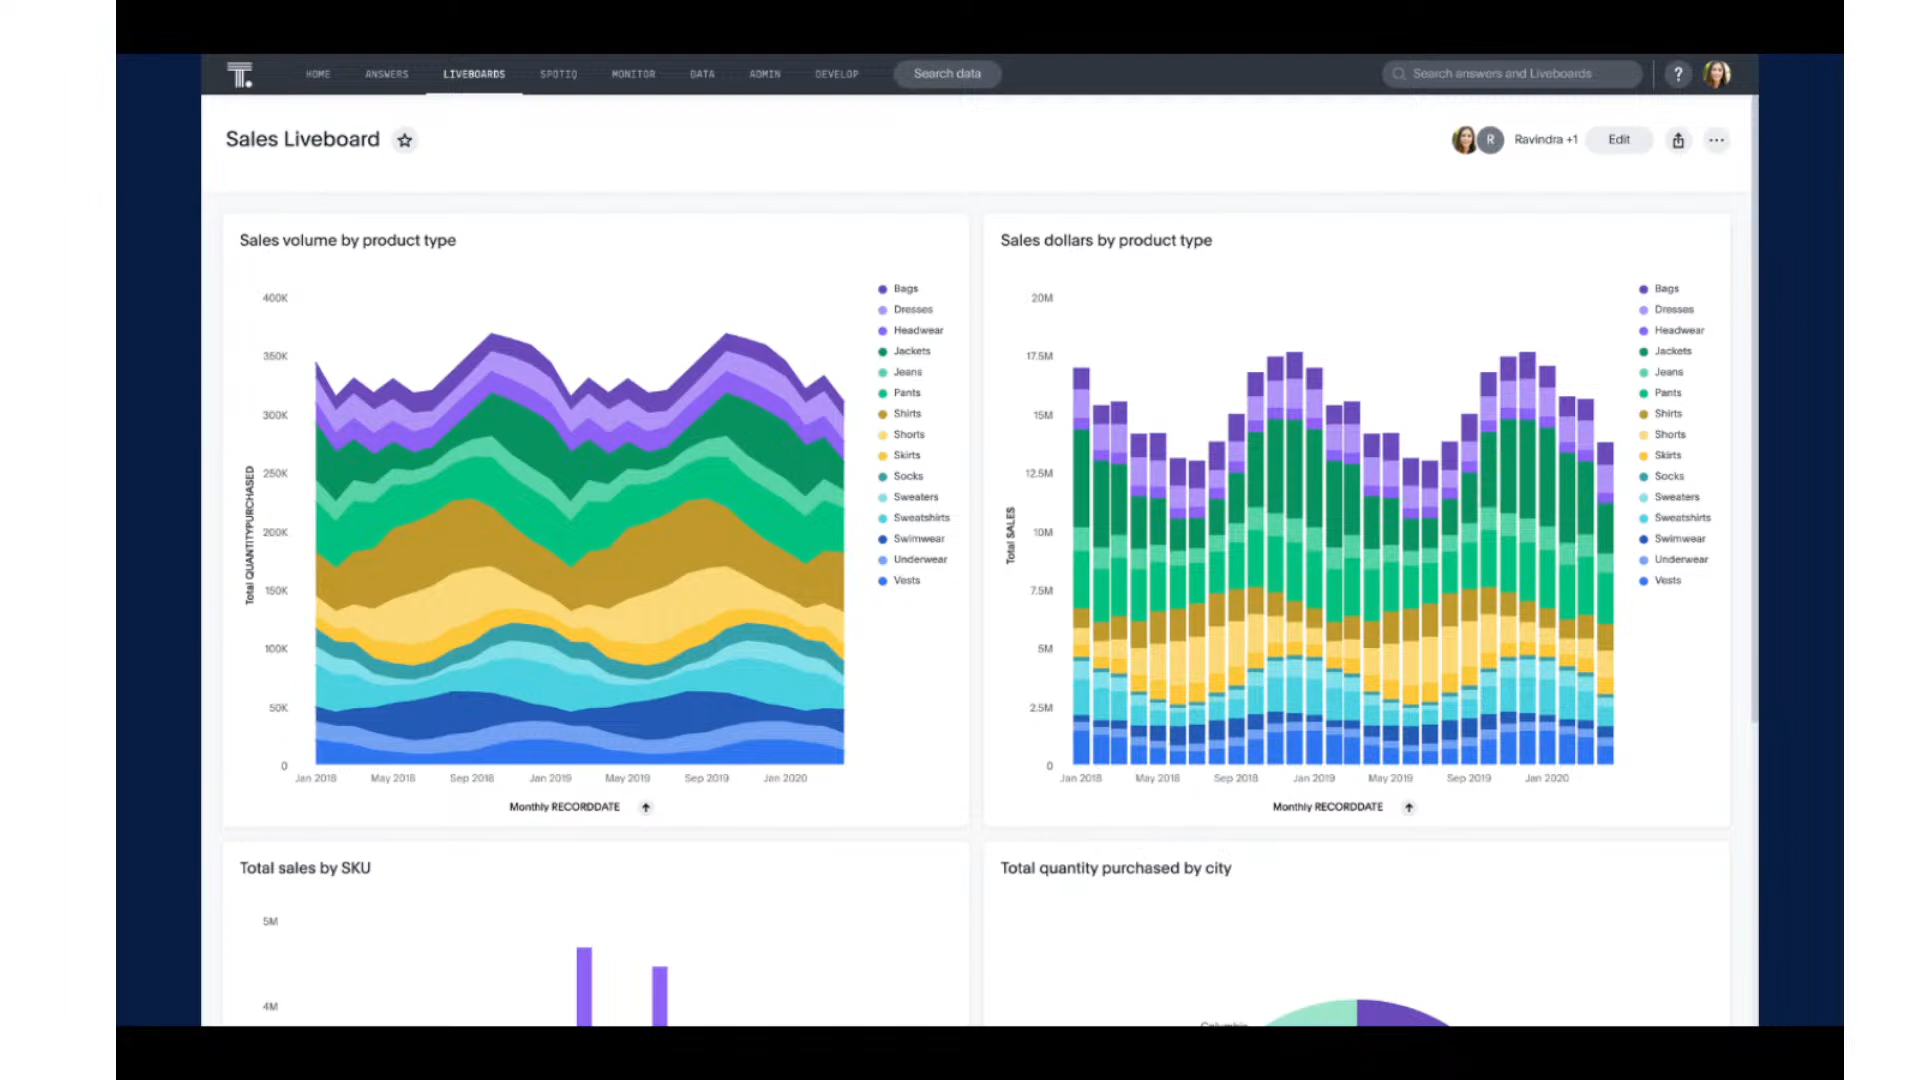 T.
HOME ANSWERS LIVEBOARDS SPOTIQ MONITOR DATA ADMIN DEVELOP Search data Search answers and Liveboards ?
Sales Liveboard R Ravindra +1 Edit
Sales volume by product type
400K
350K
300K
250K
200K
150K
100K
50K
0
Total QUANTITYPURCHASED
Jan 2018 May 2018 Sep 2018 Jan 2019 May 2019 Sep 2019 Jan 2020
Monthly RECORDDATE
Bags
Dresses
Headwear
Jackets
Jeans
Pants
Shirts
Shorts
Skirts
Socks
Sweaters
Sweatshirts
Swimwear
Underwear
Vests
Sales dollars by product type
20M
17.5M
15M
12.5M
10M
7.5M
5M
2.5M
0
Total SALES
Jan 2018 May 2018 Sep 2018 Jan 2019 May 2019 Sep 2019 Jan 2020
Monthly RECORDDATE
Bags
Dresses
Headwear
Jackets
Jeans
Pants
Shirts
Shorts
Skirts
Socks
Sweaters
Sweatshirts
Swimwear
Underwear
Vests
Total sales by SKU
5M
4M
Total quantity purchased by city